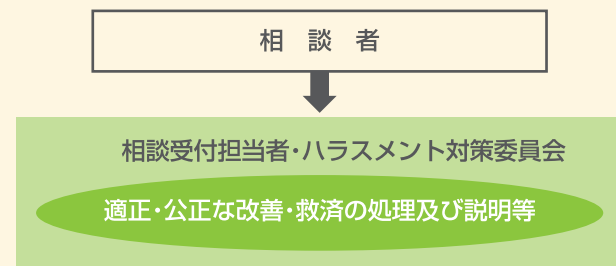 相 談 者
相談受付担当者･ハラスメント対策委員会
適正･公正な改善･救済の処理及び説明等